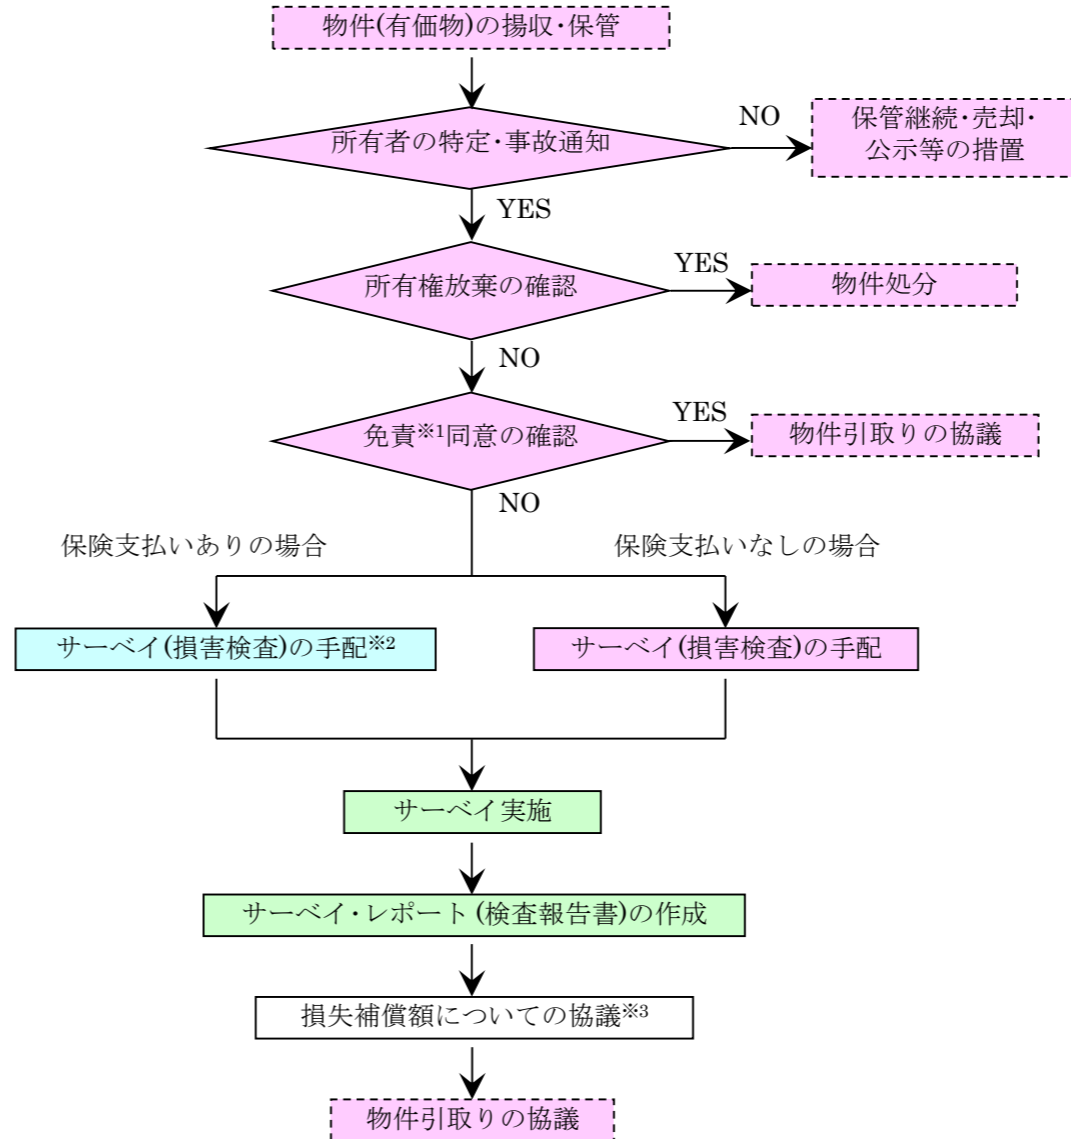 物件(有価物)の揚収･保管
所有者の特定･事故通知
NO
保管継続･売却･
公示等の措置
YES
所有権放棄の確認
YES
物件処分
NO
免責※1同意の確認
YES
物件引取りの協議
NO
保険支払いありの場合
保険支払いなしの場合
サーベイ(損害検査)の手配※2
サーベイ(損害検査)の手配
サーベイ実施
サーベイ･レポート(検査報告書)の作成
損失補償額についての協議※3
物件引取りの協議